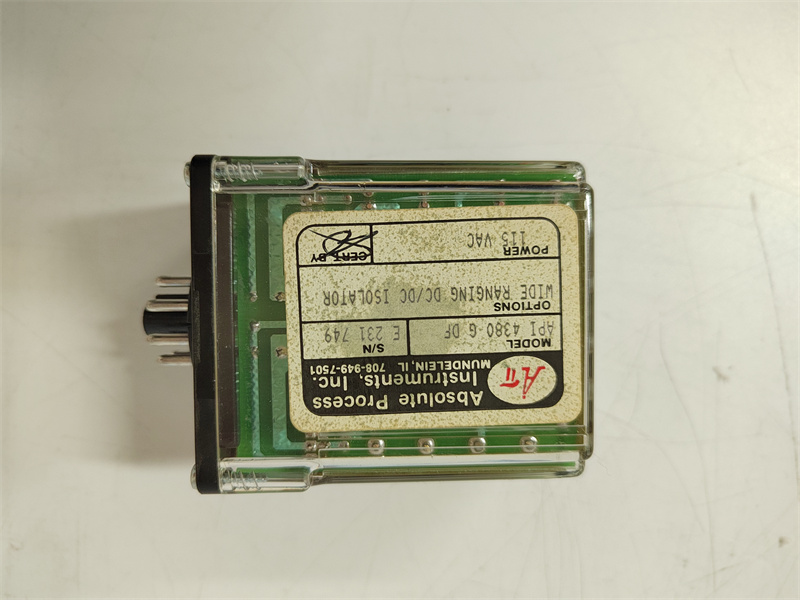 Aπ
Absolute Process
Instruments, Inc.
MUNDELEIN, IL 708-949-7501
MODEL
API 4380 G DF
S/N
E 231 749
OPTIONS
WIDE RANGING DC/DC ISOLATOR
POWER
115 VAC
CERT. BY